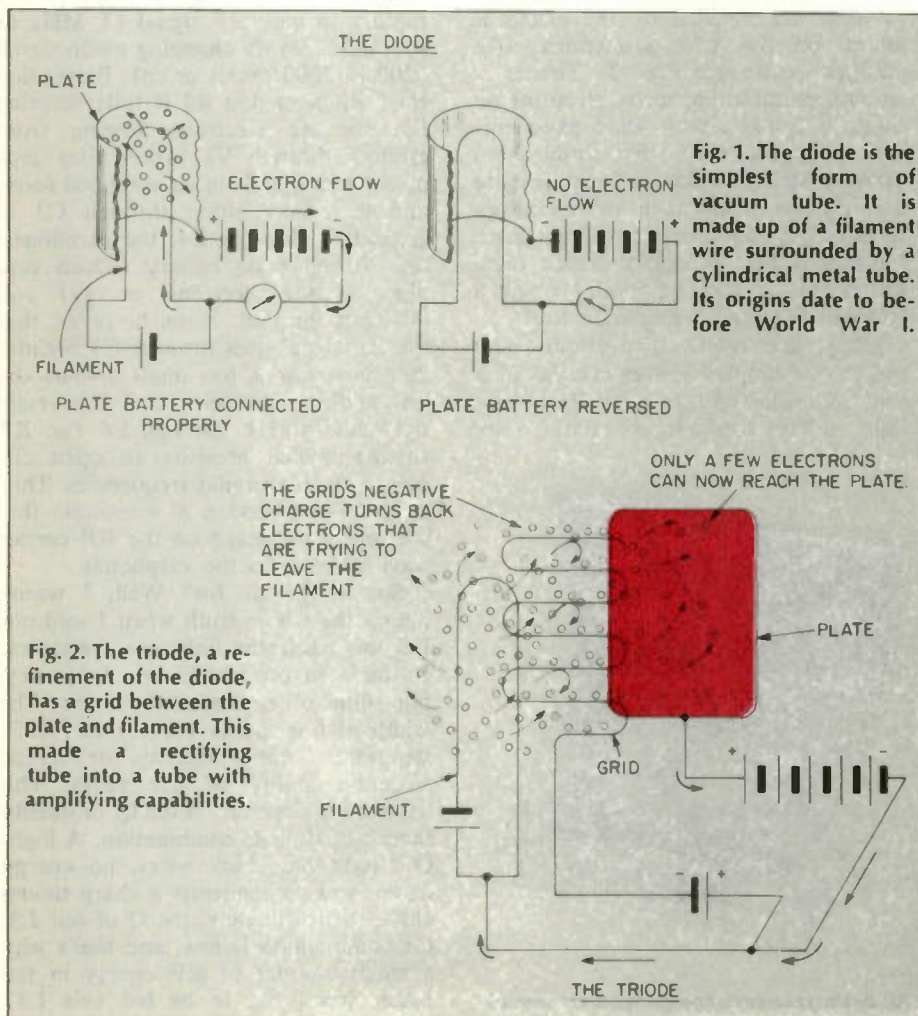 THE DIODE
PLATE
ELECTRON FLOW
+
-
FILAMENT
PLATE BATTERY CONNECTED
PROPERLY
NO ELECTRON
FLOW
-
+
PLATE BATTERY REVERSED
Fig. 1. The diode is the
simplest form of
vacuum tube. It is
made up of a filament
wire surrounded by a
cylindrical metal tube.
Its origins date to be-
fore World War I.
THE GRID'S NEGATIVE
CHARGE TURNS BACK
ELECTRONS THAT
ARE TRYING TO
LEAVE THE
FILAMENT
ONLY A FEW ELECTRONS
CAN NOW REACH THE PLATE.
PLATE
Fig. 2. The triode, a re-
finement of the diode,
has a grid between the
plate and filament. This
made a rectifying
tube into a tube with
amplifying capabilities.
FILAMENT
GRID
+
-
-
+
THE TRIODE